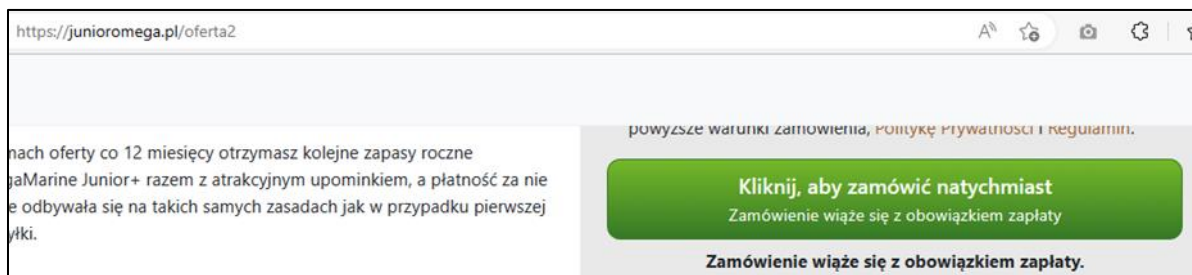 https://junioromega.pl/oferta2
nach oferty co 12 miesięcy otrzymasz kolejne zapasy roczne
gaMarine Junior+ razem z atrakcyjnym upominkiem, a płatność za nie
e odbywała się na takich samych zasadach jak w przypadku pierwszej
yłki.
powyższe warunki zamówienia, Politykę Prywatności i Regulamin.
Kliknij, aby zamówić natychmiast
Zamówienie wiąże się z obowiązkiem zapłaty
Zamówienie wiąże się z obowiązkiem zapłaty.